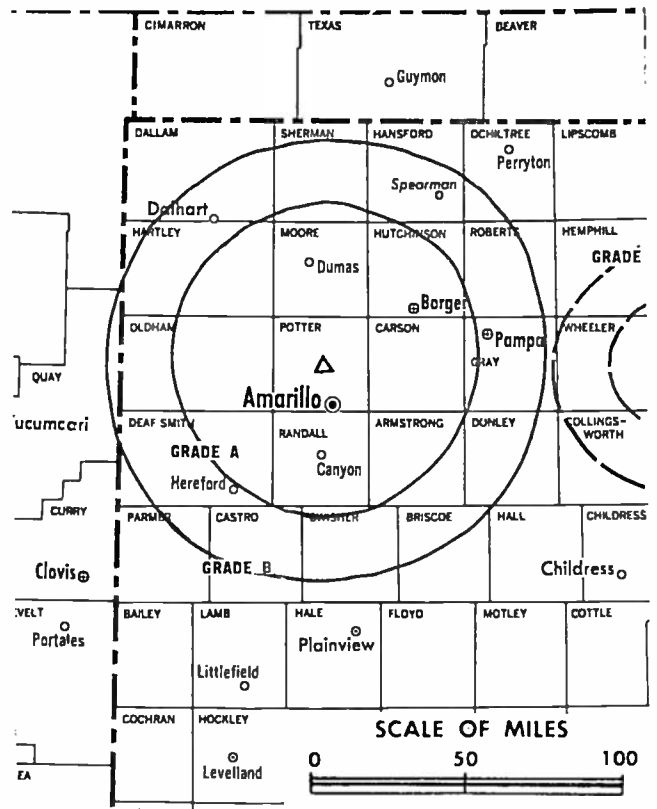 CIMARRON TEXAS BEAVER
Guymon
DALLAM SHERMAN HANSFORD OCHILTREE LIPSCOMB
Perryton
Spearman
Dalhart
HARTLEY MOORE HUTCHINSON ROBERTS HEMPHILL
GRADE
Dumas
Borger
OLDHAM POTTER CARSON WHEELER
Pampa
GRAY
QUAY
Amarillo
ucumcari
DEAF SMITH ARMSTRONG DONLEY COLLINGS-
WORTH
RANDALL
GRADE A
Canyon
Hereford
CURRY PARMER CASTRO SWISHER BRISCOE HALL CHILDRESS
Clovis
GRADE B
Childress
VELT BAILEY LAMB HALE FLOYD MOTLEY COTTLE
Portales
Plainview
Littlefield
COCHRAN HOCKLEY
SCALE OF MILES
Levelland
0 50 100
EA